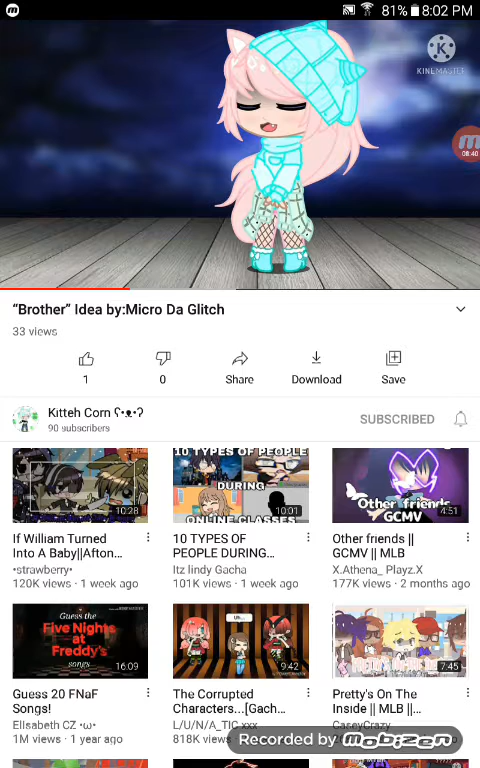 81% 8:02 PM
K
KINEMASTER
08:40
“Brother” Idea by:Micro Da Glitch
33 views
1
0
Share
Download
Save
Kitteh Corn ʕ•ᴥ•ʔ
90 subscribers
SUBSCRIBED
10:28
10 TYPES OF PEOPLE
DURING
ONLINE CLASSES
10:01
Other friends
GCMV
4:51
If William Turned
Into A Baby||Afton...
•strawberry•
120K views · 1 week ago
10 TYPES OF
PEOPLE DURING...
Itz lindy Gacha
101K views · 1 week ago
Other friends ||
GCMV || MLB
X.Athena_ Playz.X
177K views · 2 months ago
Guess the
Five Nights
at
Freddy's
songs
16:09
9:42
7:45
Guess 20 FNaF
Songs!
Elisabeth CZ •ω•
1M views · 1 year ago
The Corrupted
Characters...[Gach...
L/U/N/A_TIC xxx
818K views
Pretty's On The
Inside || MLB ||...
CaseyCrazy
Recorded by mobizen